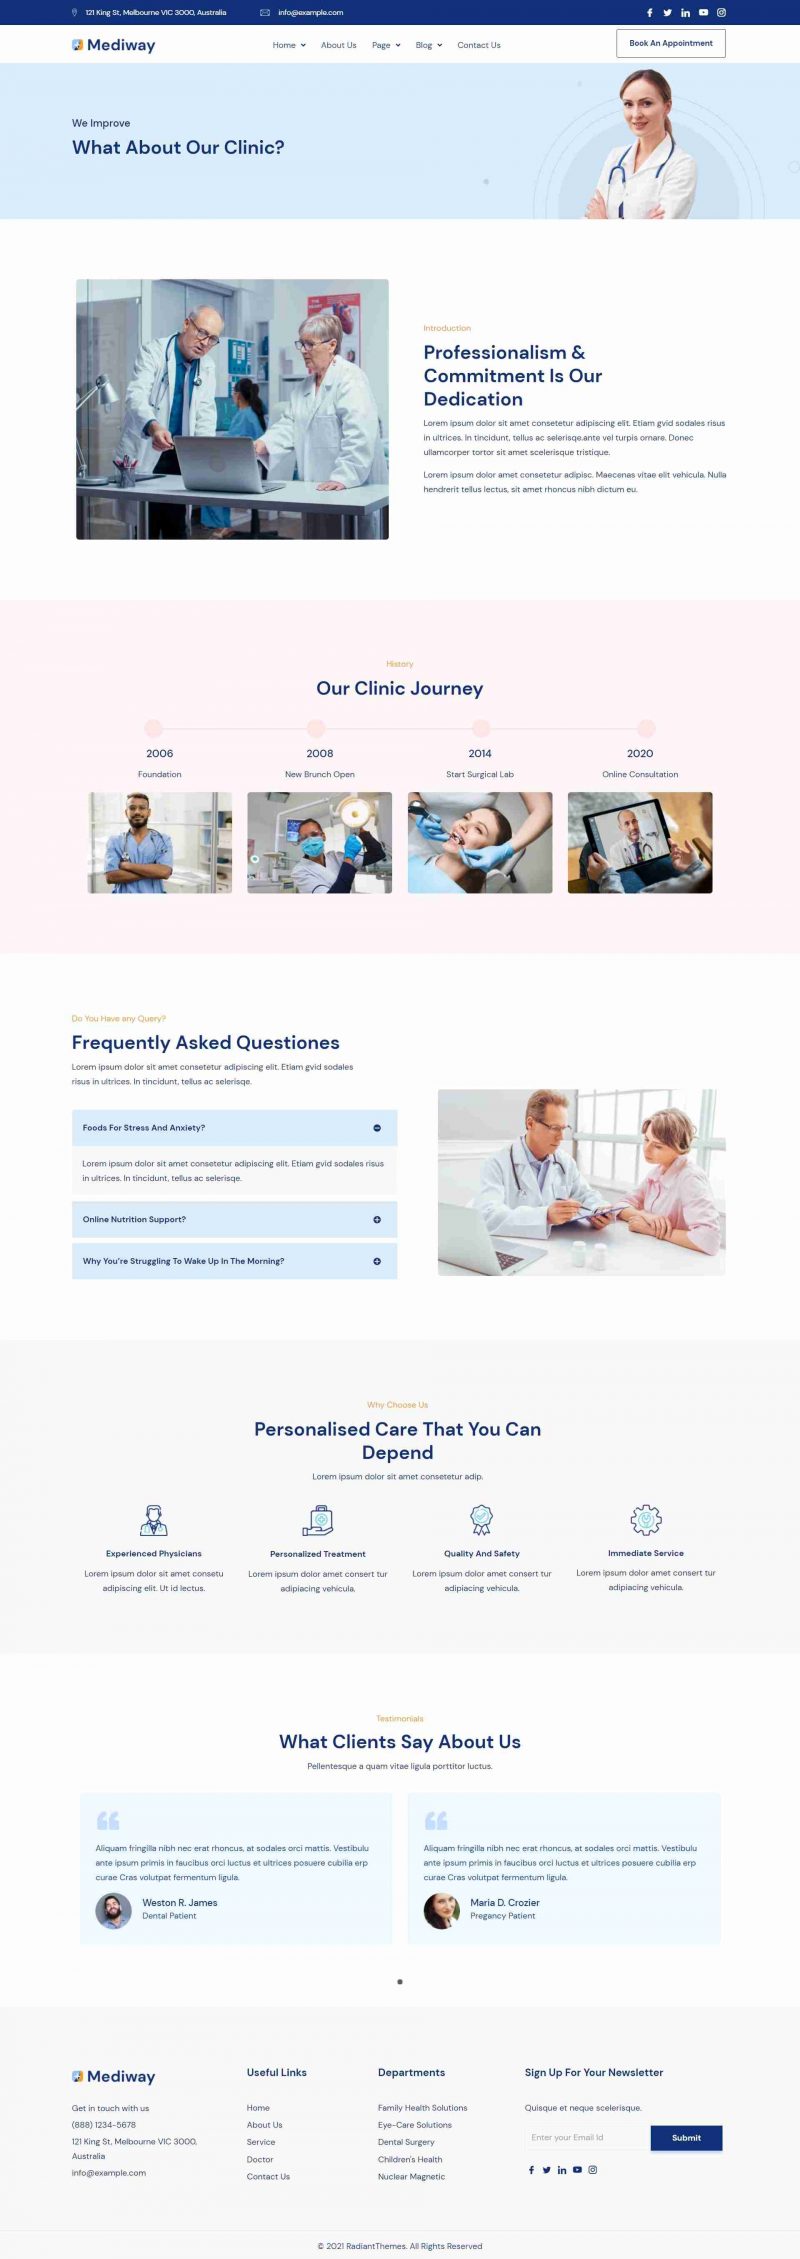 121 King St, Melbourne VIC 3000, Australia
info@example.com
Mediway
Home
About Us
Page
Blog
Contact Us
Book An Appointment
We Improve
What About Our Clinic?
Introduction
Professionalism &
Commitment Is Our
Dedication
Lorem ipsum dolor sit amet consetetur adipiscing elit. Etiam gvid sodales risus
in ultrices. In tincidunt, tellus ac selerisqe.ante vel turpis ornare. Donec
ullamcorper tortor sit amet scelerisque tristique.
Lorem ipsum dolor amet consetetur adipisc. Maecenas vitae elit vehicula. Nulla
hendrerit tellus lectus, sit amet rhoncus nibh dictum eu.
History
Our Clinic Journey
2006
2008
2014
2020
Foundation
New Brunch Open
Start Surgical Lab
Online Consultation
Do You Have any Query?
Frequently Asked Questiones
Lorem ipsum dolor sit amet consetetur adipiscing elit. Etiam gvid sodales
risus in ultrices. In tincidunt, tellus ac selerisqe.
Foods For Stress And Anxiety?
Lorem ipsum dolor sit amet consetetur adipiscing elit. Etiam gvid sodales risus
in ultrices. In tincidunt, tellus ac selerisqe.
Online Nutrition Support?
Why You're Struggling To Wake Up In The Morning?
Why Choose Us
Personalised Care That You Can
Depend
Lorem ipsum dolor sit amet consetetur adip.
Experienced Physicians
Lorem ipsum dolor sit amet consetu
adipiscing elit. Ut id lectus.
Personalized Treatment
Lorem ipsum dolor sit amet consert tur
adipiacing vehicula.
Quality And Safety
Lorem ipsum dolor sit amet consert tur
adipiacing vehicula.
Immediate Service
Lorem ipsum dolor sit amet consert tur
adipiacing vehicula.
Testimonials
What Clients Say About Us
Pellentesque a quam vitae ligula porttitor luctus.
Aliquam fringilla nibh nec erat rhoncus, at sodales orci mattis. Vestibulu
ante ipsum primis in faucibus orci luctus et ultrices posuere cubilia erp
curae Cras volutpat fermentum ligula.
Weston R. James
Dental Patient
Aliquam fringilla nibh nec erat rhoncus, at sodales orci mattis. Vestibulu
ante ipsum primis in faucibus orci luctus et ultrices posuere cubilia erp
curae Cras volutpat fermentum ligula.
Maria D. Crozier
Pregancy Patient
Mediway
Get in touch with us
(888) 1234-5678
121 King St, Melbourne VIC 3000,
Australia
info@example.com
Useful Links
Home
About Us
Service
Doctor
Contact Us
Departments
Family Health Solutions
Eye-Care Solutions
Dental Surgery
Children's Health
Nuclear Magnetic
Sign Up For Your Newsletter
Quisque et neque scelerisque.
Enter your Email Id
Submit
© 2021 RadiantThemes. All Rights Reserved